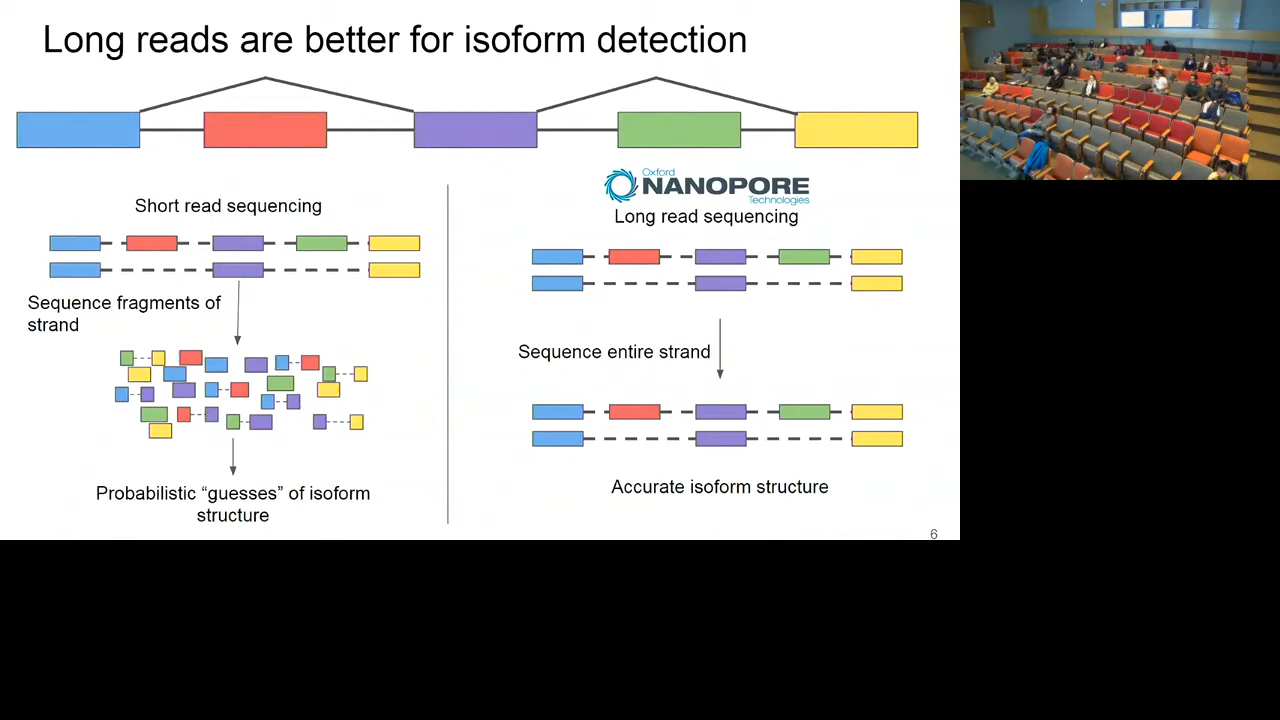 Long reads are better for isoform detection
Short read sequencing
Sequence fragments of
strand
Probabilistic “guesses” of isoform
structure
Oxford
NANOPORE
Technologies
Long read sequencing
Sequence entire strand
Accurate isoform structure
6